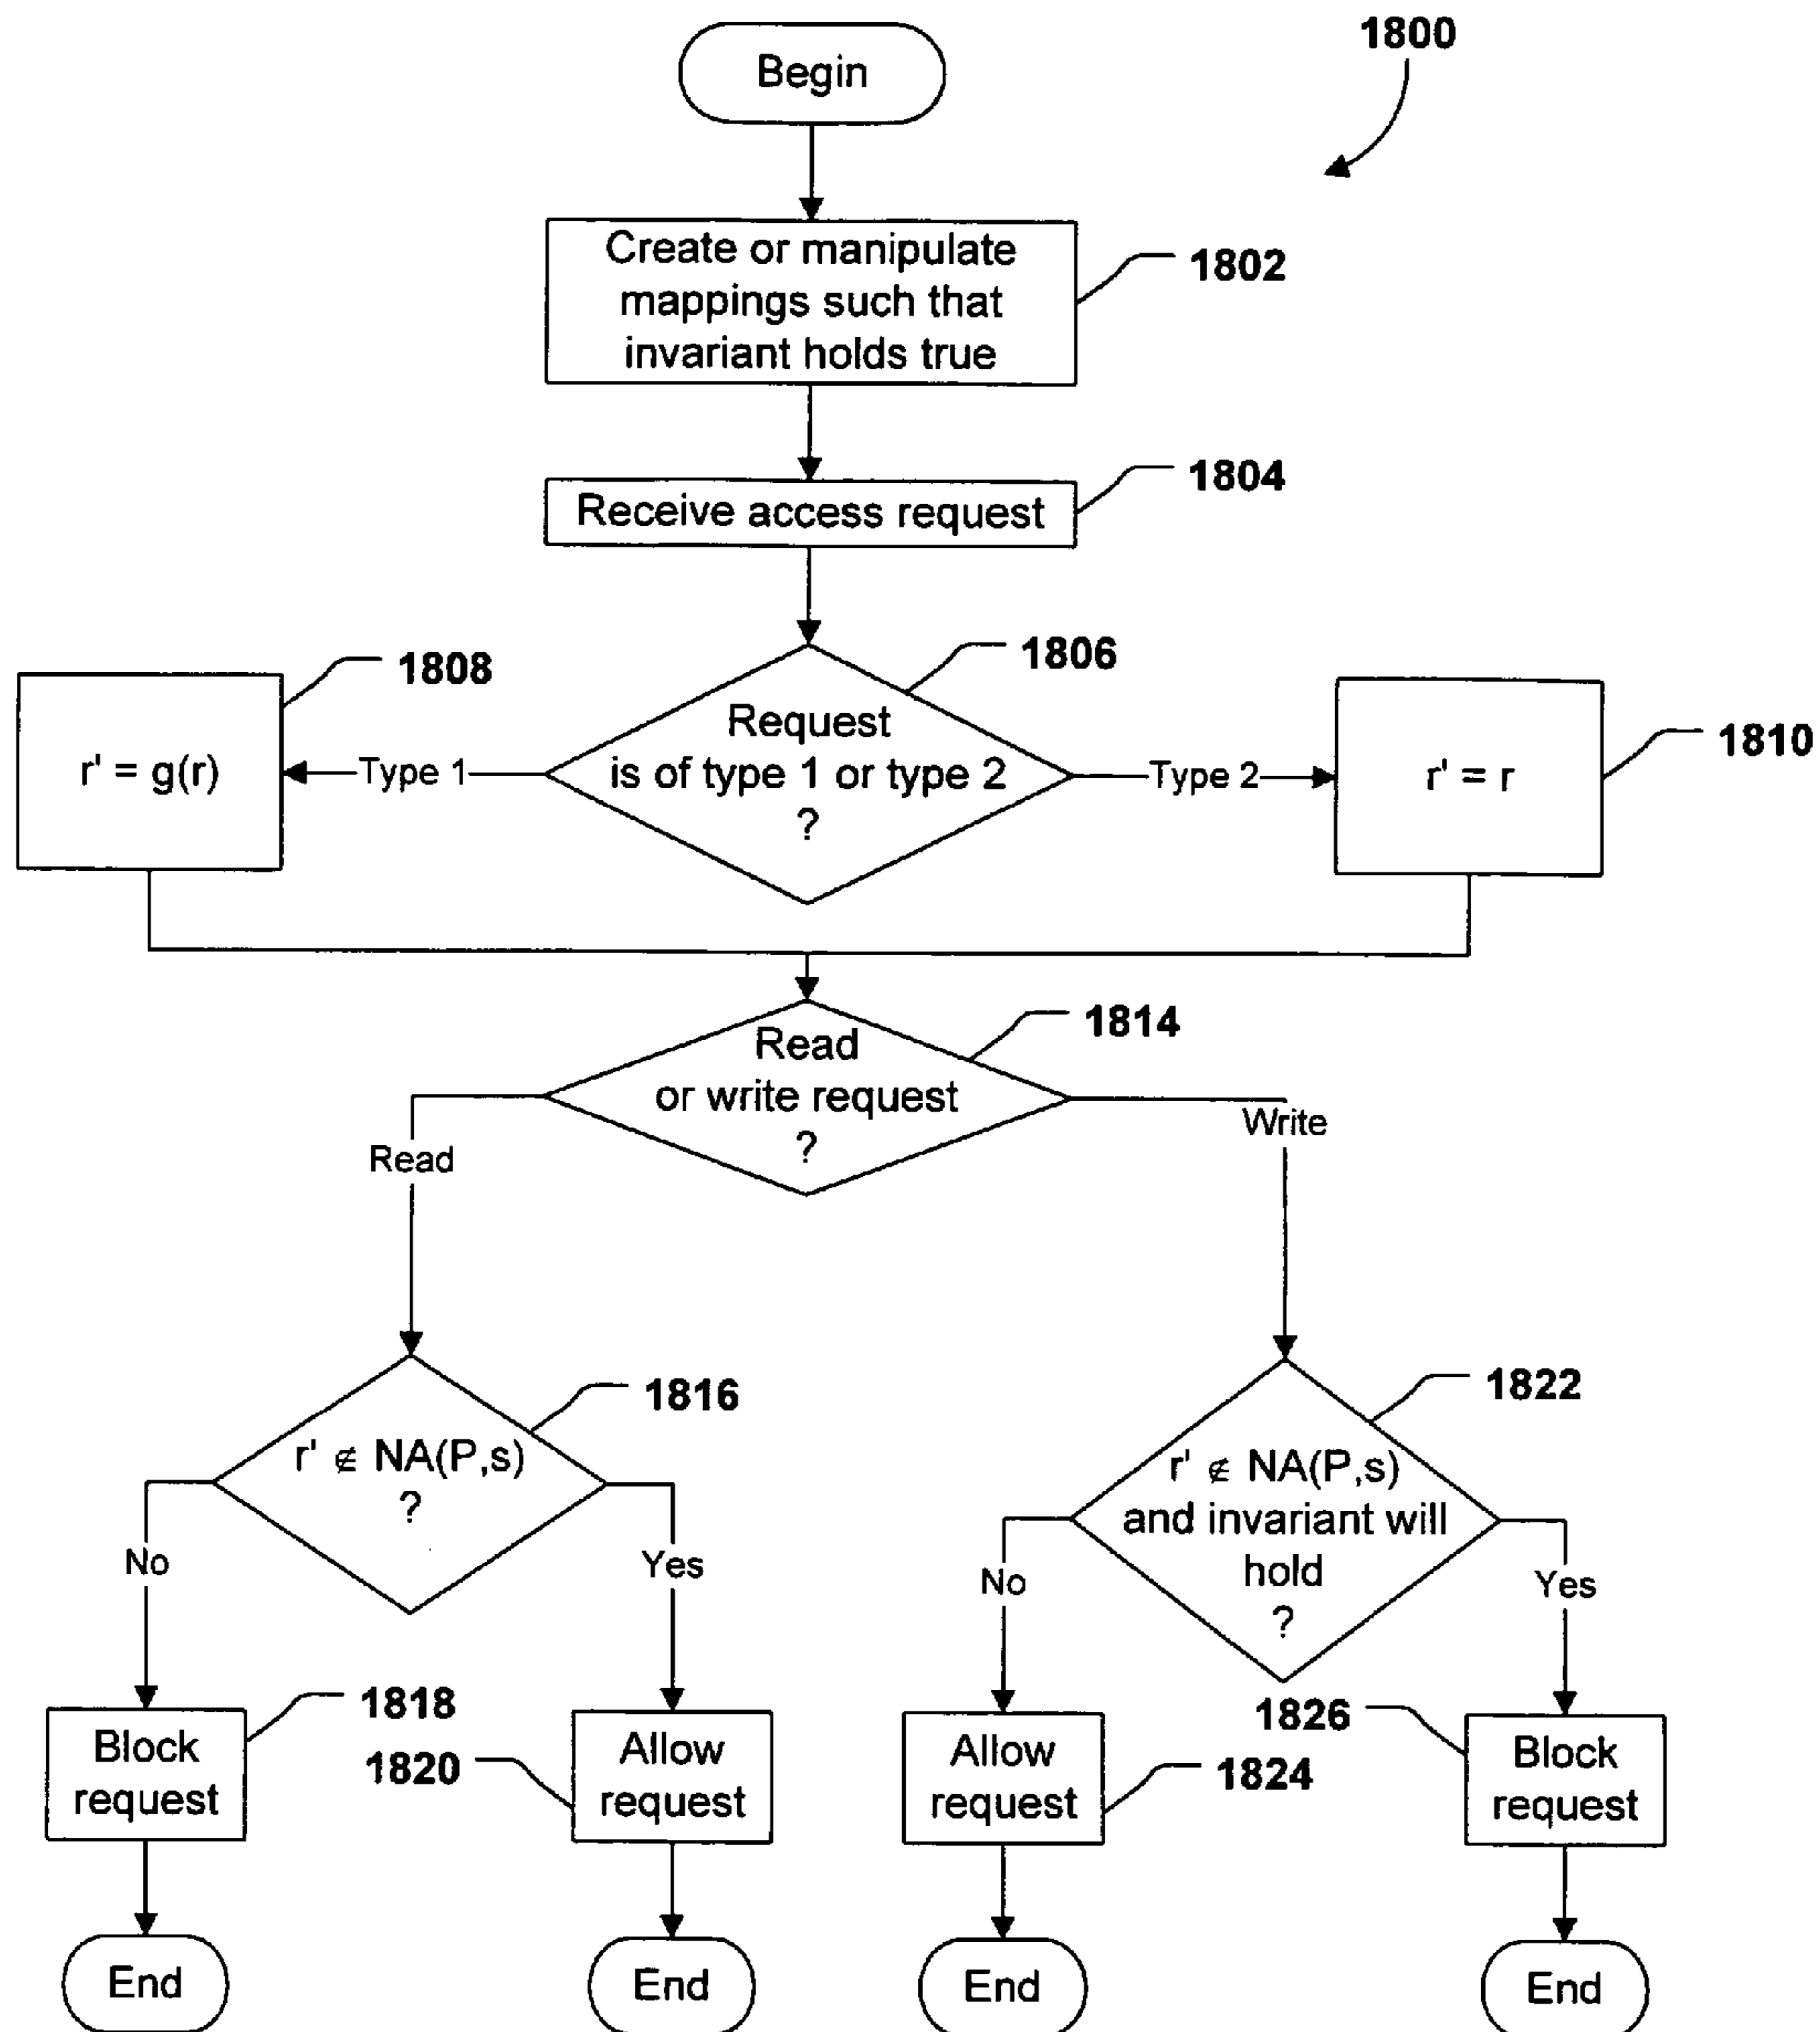 1800
Begin
Create or manipulate
mappings such that
invariant holds true
1802
Receive access request
1804
1806
Request
is of type 1 or type 2
?
1808
r' = g(r)
Type 1
Type 2
1810
r' = r
1814
Read
or write request
?
Read
Write
1816
r' ∉ NA(P,s)
?
No
Yes
1822
r' ∉ NA(P,s)
and invariant will
hold
?
No
Yes
1818
Block
request
1820
Allow
request
Allow
request
1824
1826
Block
request
End
End
End
End